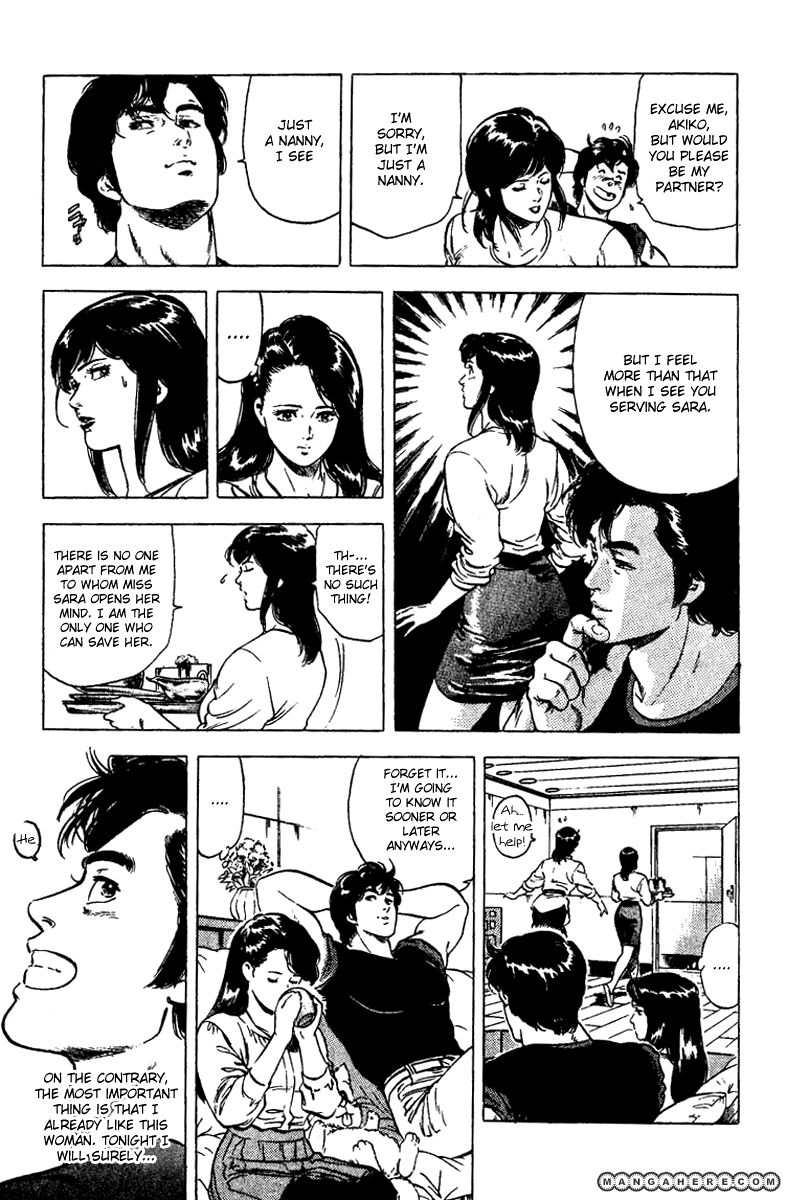 EXCUSE ME,
AKIKO,
BUT WOULD
YOU PLEASE
BE MY
PARTNER?
I'M
SORRY,
BUT I'M
JUST A
NANNY.
JUST
A NANNY,
I SEE
BUT I FEEL
MORE THAN THAT
WHEN I SEE YOU
SERVING SARA.
....
TH-...
THERE'S
NO SUCH
THING!
THERE IS NO ONE
APART FROM ME
TO WHOM MISS
SARA OPENS HER
MIND. I AM THE
ONLY ONE WHO
CAN SAVE HER.
Ah...
let me
help!
....
FORGET IT...
I'M GOING
TO KNOW IT
SOONER OR
LATER
ANYWAYS...
....
He
ON THE CONTRARY,
THE MOST IMPORTANT
THING IS THAT I
ALREADY LIKE THIS
WOMAN. TONIGHT I
WILL SURELY...
MANGAHERE.COM